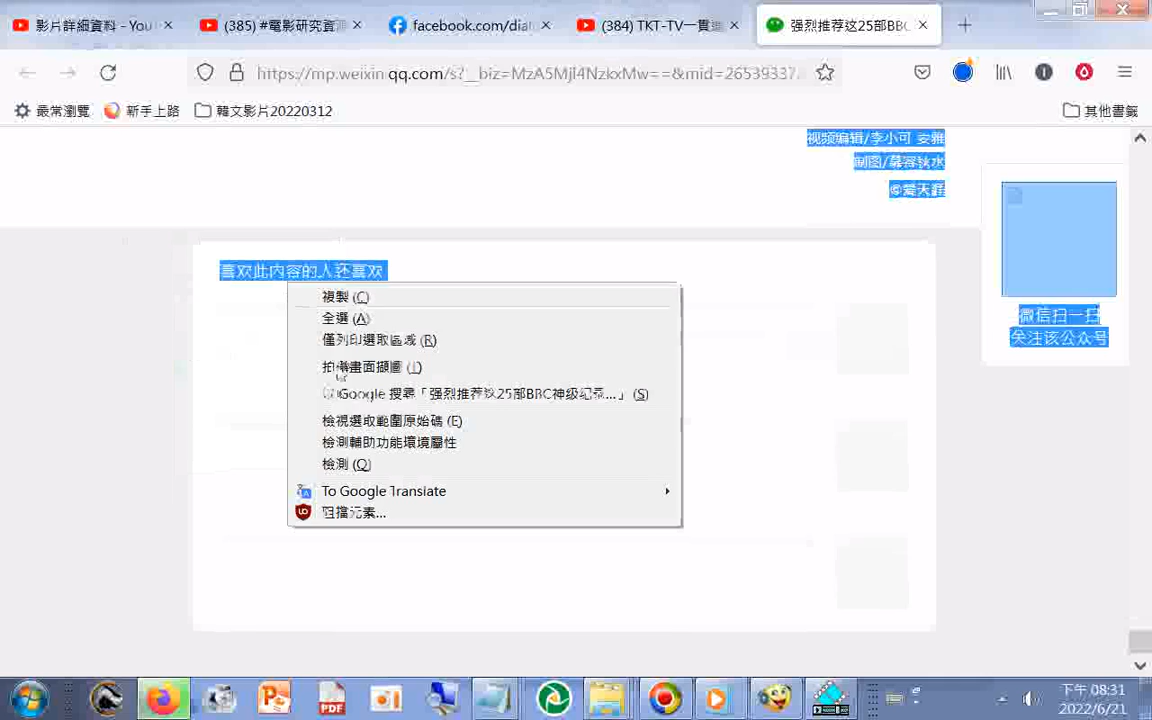 影片詳細資料 - YouT
(385) #電影研究資
facebook.com/dia
(384) TKT-TV一貫
强烈推荐这25部BBC
https://mp.weixin.qq.com/s?__biz=MzA5MjI4NzkxMw==&mid=26539337
最常瀏覽
新手上路
韓文影片20220312
其他書籤
视频编辑/李小可 姜雅
制图/慕容秋水
©爱天涯
喜欢此内容的人还喜欢
微信扫一扫
关注该公众号
複製 (C)
全選 (A)
僅列印選取區域 (R)
拍攝畫面擷圖 (T)
以 Google 搜尋「强烈推荐这25部BBC神级纪录...」 (S)
檢視選取範圍原始碼 (E)
檢測輔助功能環境屬性
檢測 (Q)
To Google Translate
阻擋元素...
下午 08:31
2022/6/21